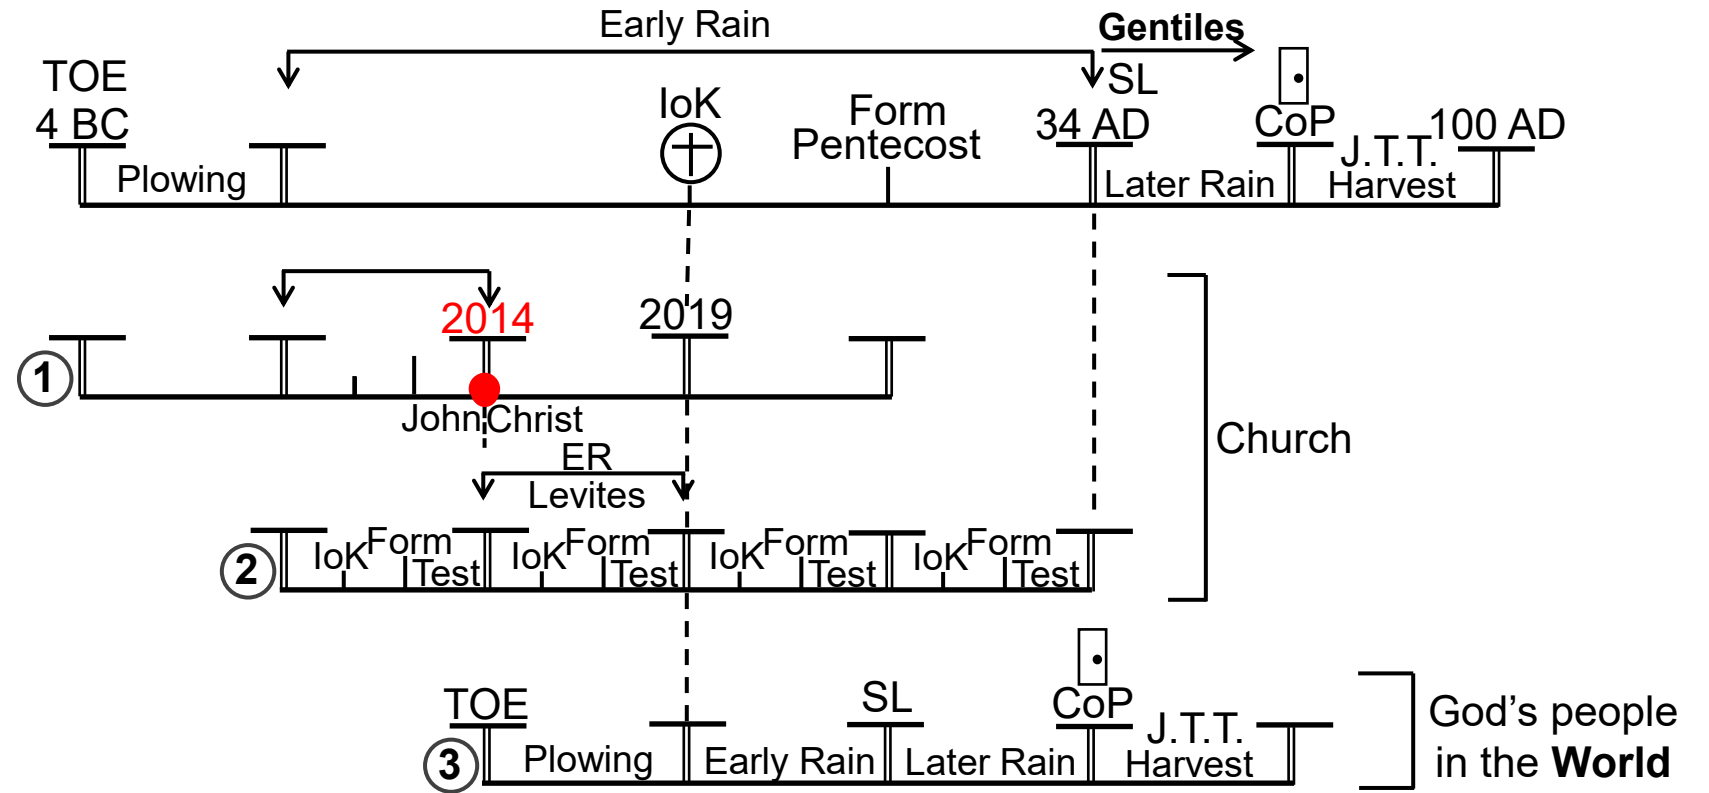 Early Rain
Gentiles
TOE
4 BC
IoK
Form
Pentecost
SL
34 AD
CoP
J.T.T.
100 AD
Plowing
Later Rain
Harvest
2014
2019
1
John
Christ
Church
ER
Levites
2
IoK
Form
Test
IoK
Form
Test
IoK
Form
Test
IoK
Form
Test
TOE
SL
CoP
J.T.T.
3
Plowing
Early Rain
Later Rain
Harvest
God's people
in the World